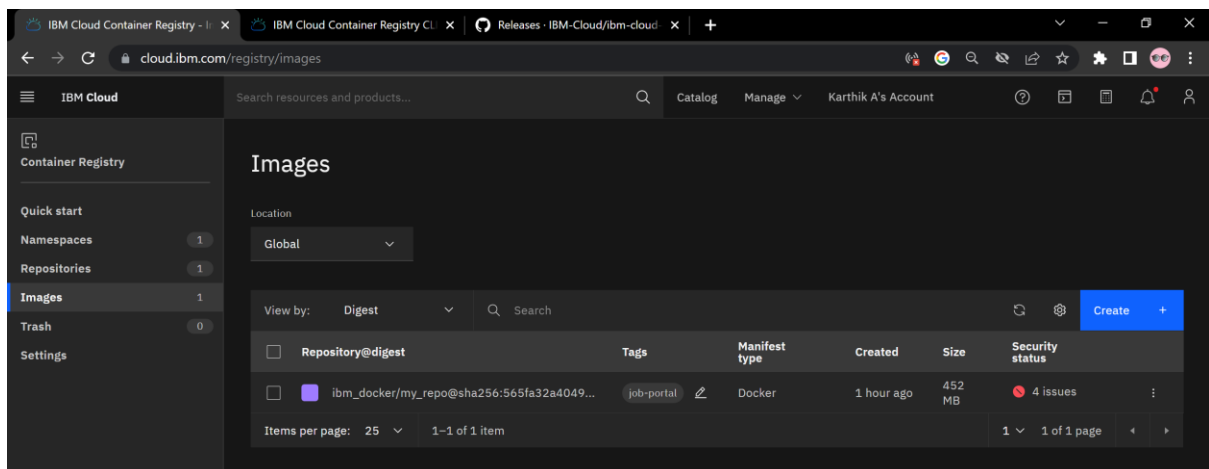 IBM Cloud Container Registry - I
IBM Cloud Container Registry CL
Releases · IBM-Cloud/ibm-cloud-
cloud.ibm.com/registry/images
IBM Cloud
Search resources and products...
Catalog
Manage
Karthik A's Account
Container Registry
Quick start
Namespaces 1
Repositories 1
Images 1
Trash 0
Settings
Images
Location
Global
View by: Digest
Search
Create +
Repository@digest
Tags
Manifest
type
Created
Size
Security
status
ibm_docker/my_repo@sha256:565fa32a4049...
job-portal
Docker
1 hour ago
452
MB
4 issues
Items per page: 25
1–1 of 1 item
1
1 of 1 page